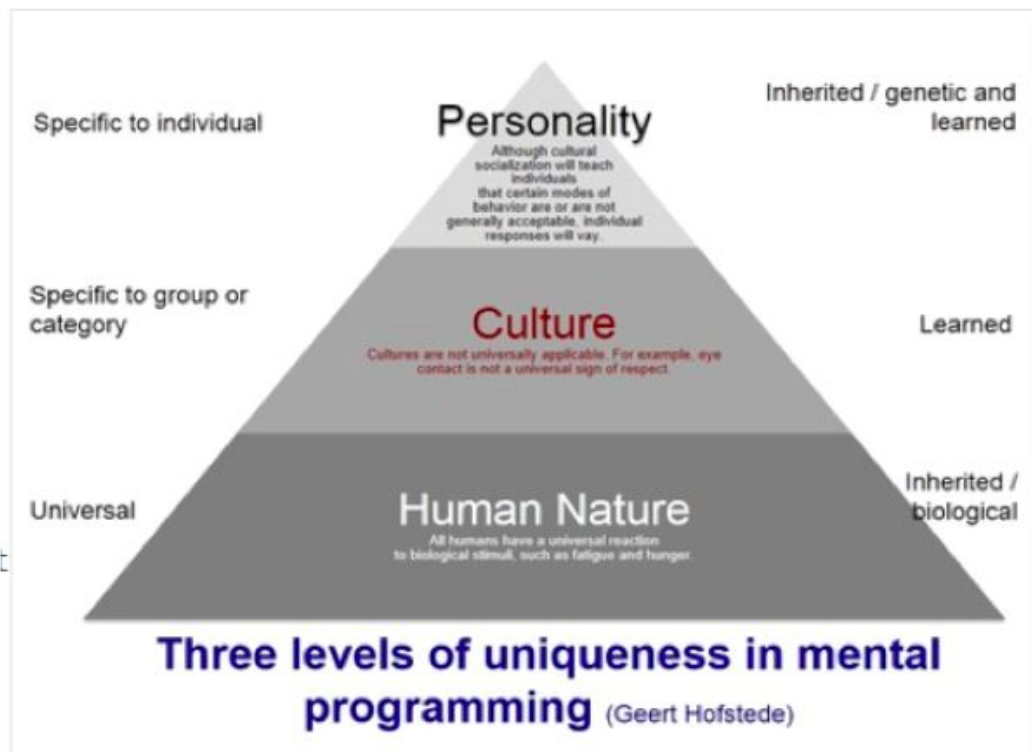 Specific to individual
Personality
Inherited / genetic and
learned
Although cultural
socialization will teach
individuals
that certain modes of
behavior are or are not
generally acceptable, individual
responses will vay.
Specific to group or
category
Culture
Learned
Cultures are not universally applicable. For example, eye
contact is not a universal sign of respect.
Universal
Human Nature
Inherited /
biological
All humans have a universal reaction
to biological stimuli, such as fatigue and hunger.
t
Three levels of uniqueness in mental
programming (Geert Hofstede)